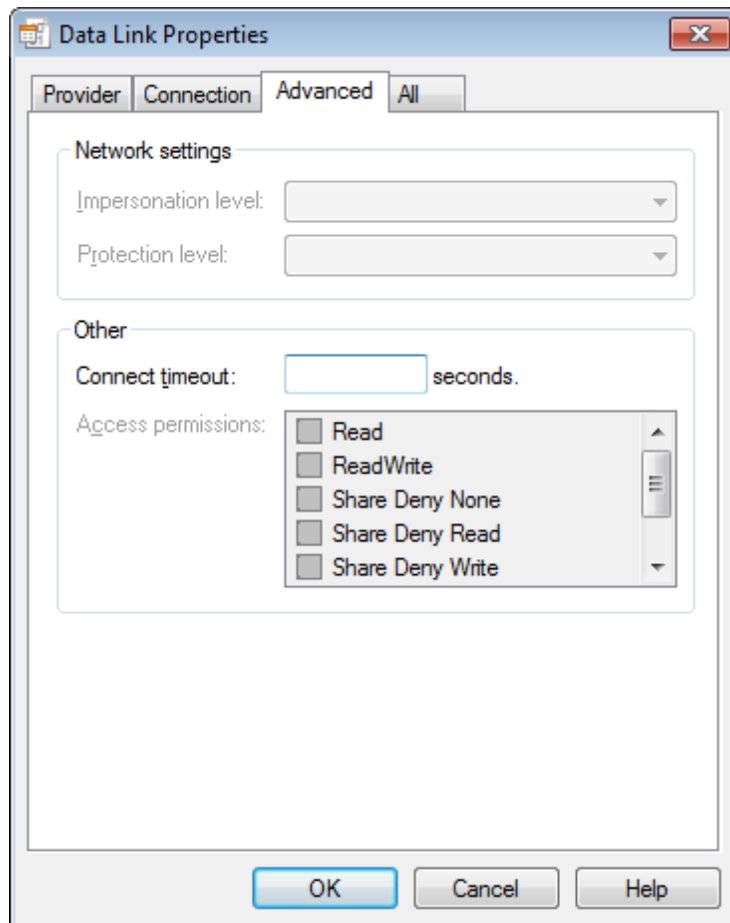 Data Link Properties
Provider Connection Advanced All
Network settings
Impersonation level:
Protection level:
Other
Connect timeout: seconds.
Access permissions: Read
ReadWrite
Share Deny None
Share Deny Read
Share Deny Write
OK Cancel Help